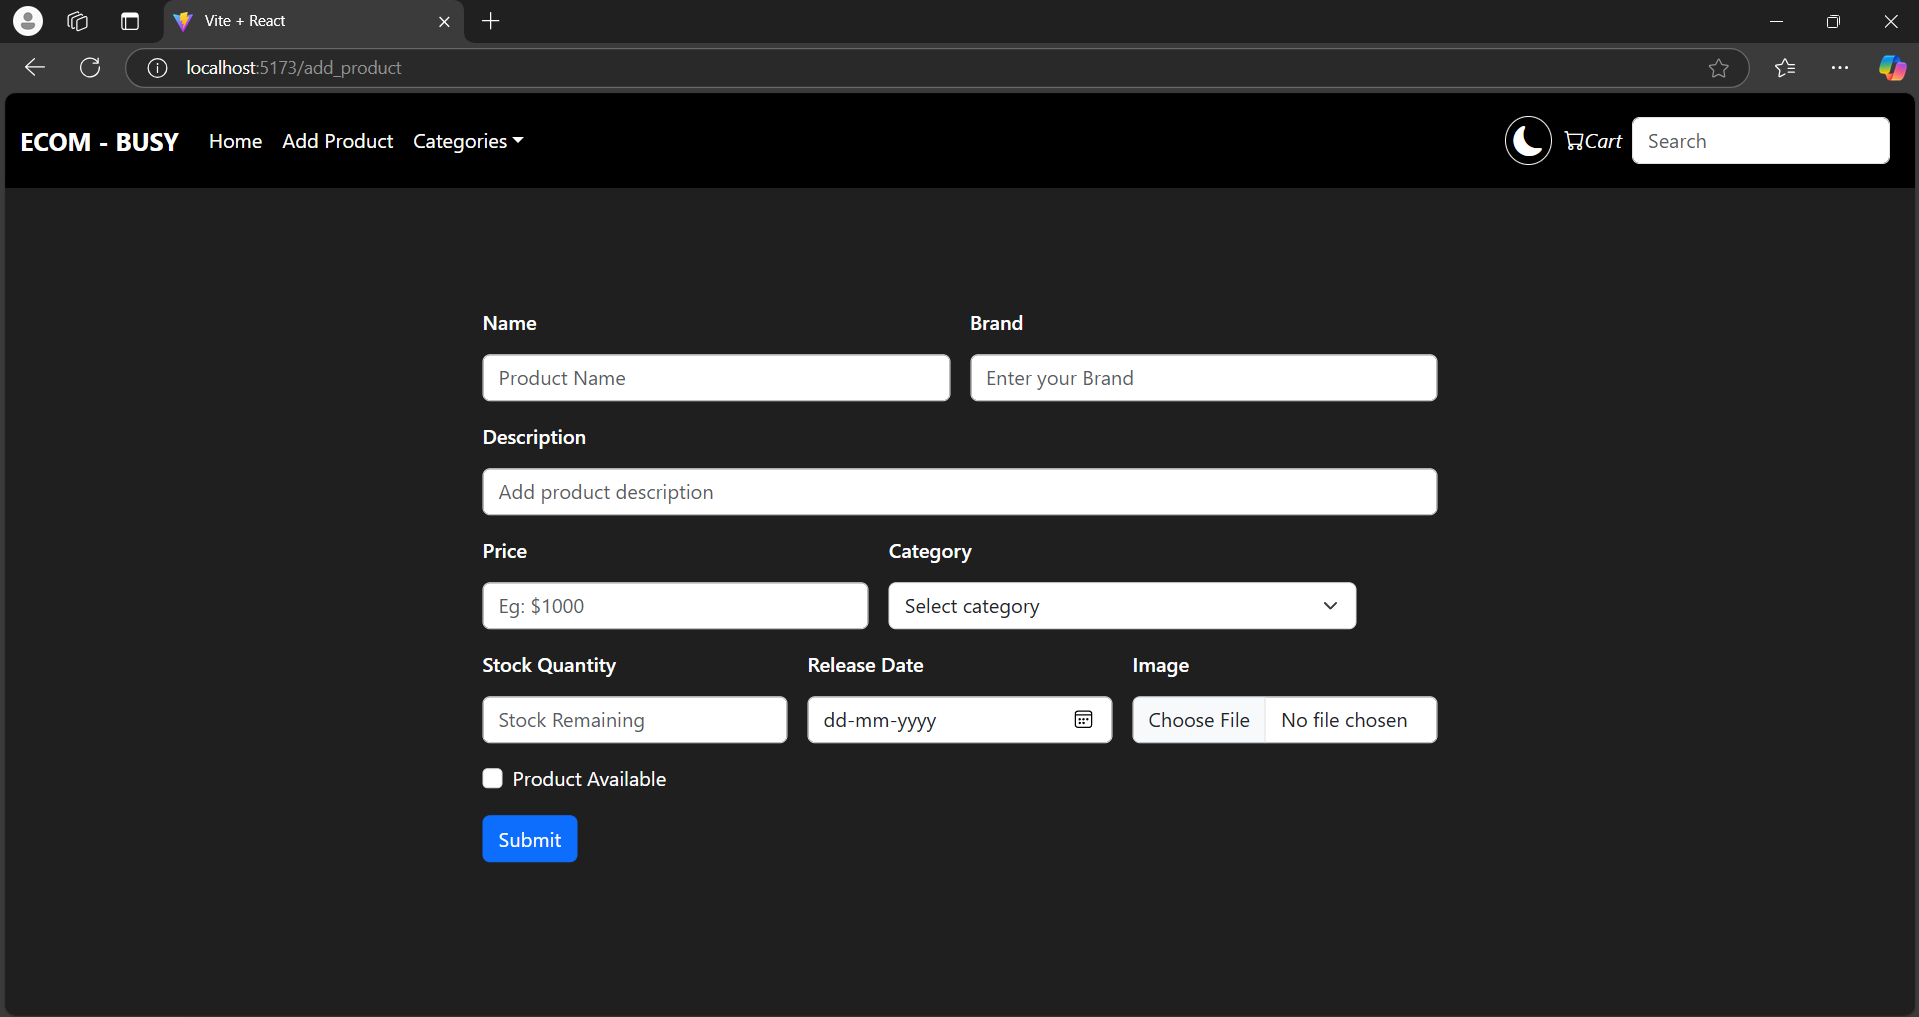 Vite + React
localhost:5173/add_product
ECOM - BUSY Home Add Product Categories Cart Search
Name Brand
Product Name Enter your Brand
Description
Add product description
Price Category
Eg: $1000 Select category
Stock Quantity Release Date Image
Stock Remaining dd-mm-yyyy Choose File No file chosen
Product Available
Submit